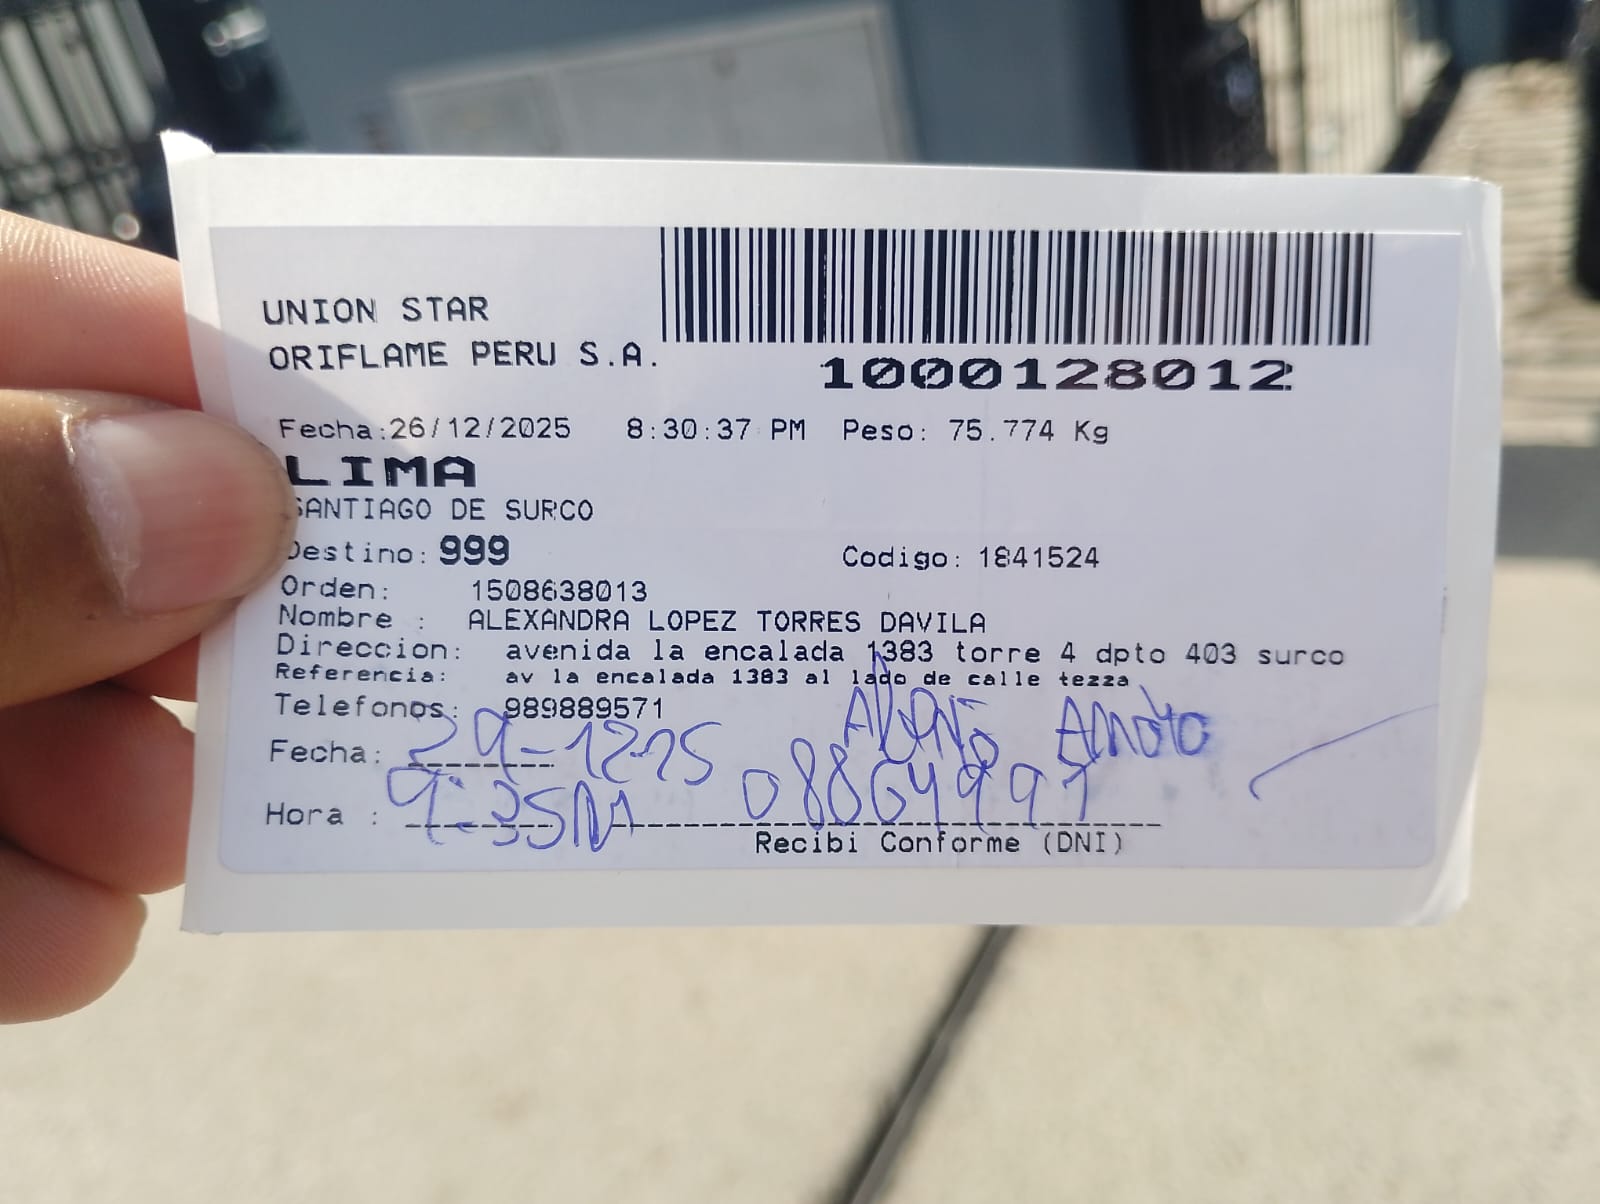 UNION STAR
ORIFLAME PERU S.A.
1000128012
Fecha:26/12/2025 8:30:37 PM Peso: 75.774 Kg
LIMA
SANTIAGO DE SURCO
Destino: 999 Codigo: 1841524
Orden: 1508638013
Nombre : ALEXANDRA LOPEZ TORRES DAVILA
Direccion: avenida la encalada 1383 torre 4 dpto 403 surco
Referencia: av la encalada 1383 al lado de calle tezza
Telefonos: 989889571
Fecha: 29-12-25
Hora : 9:35
Recibi Conforme (DNI)